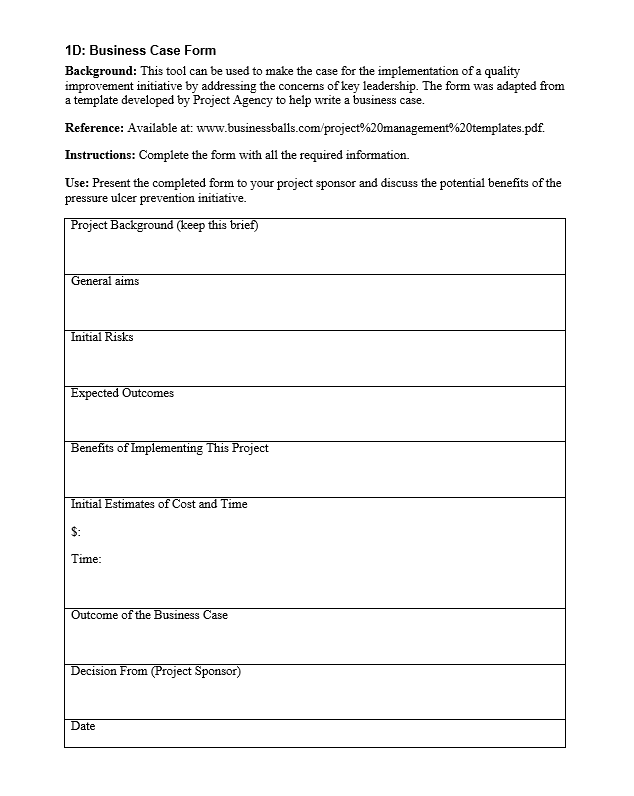 1D: Business Case Form
Background: This tool can be used to make the case for the implementation of a quality
improvement initiative by addressing the concerns of key leadership. The form was adapted from
a template developed by Project Agency to help write a business case.
Reference: Available at: www.businessballs.com/project%20management%20templates.pdf.
Instructions: Complete the form with all the required information.
Use: Present the completed form to your project sponsor and discuss the potential benefits of the
pressure ulcer prevention initiative.
Project Background (keep this brief)
General aims
Initial Risks
Expected Outcomes
Benefits of Implementing This Project
Initial Estimates of Cost and Time
$:
Time:
Outcome of the Business Case
Decision From (Project Sponsor)
Date